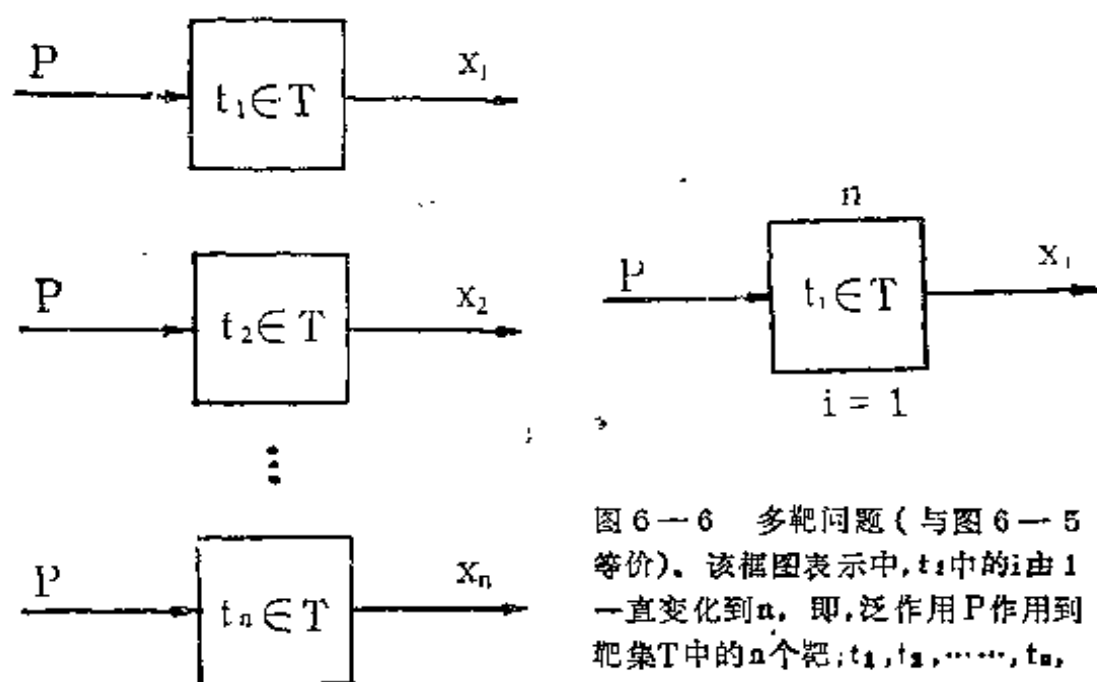 P
t₁∈T
x₁
P
t₂∈T
x₂
P
tₙ∈T
xₙ
n
P
tᵢ∈T
xᵢ
i = 1
图6—6 多靶问题(与图6—5
等价)。该框图表示中,tᵢ中的i由1
一直变化到n。即,泛作用P作用到
靶集T中的n个靶;t₁,t₂,……,tₙ,